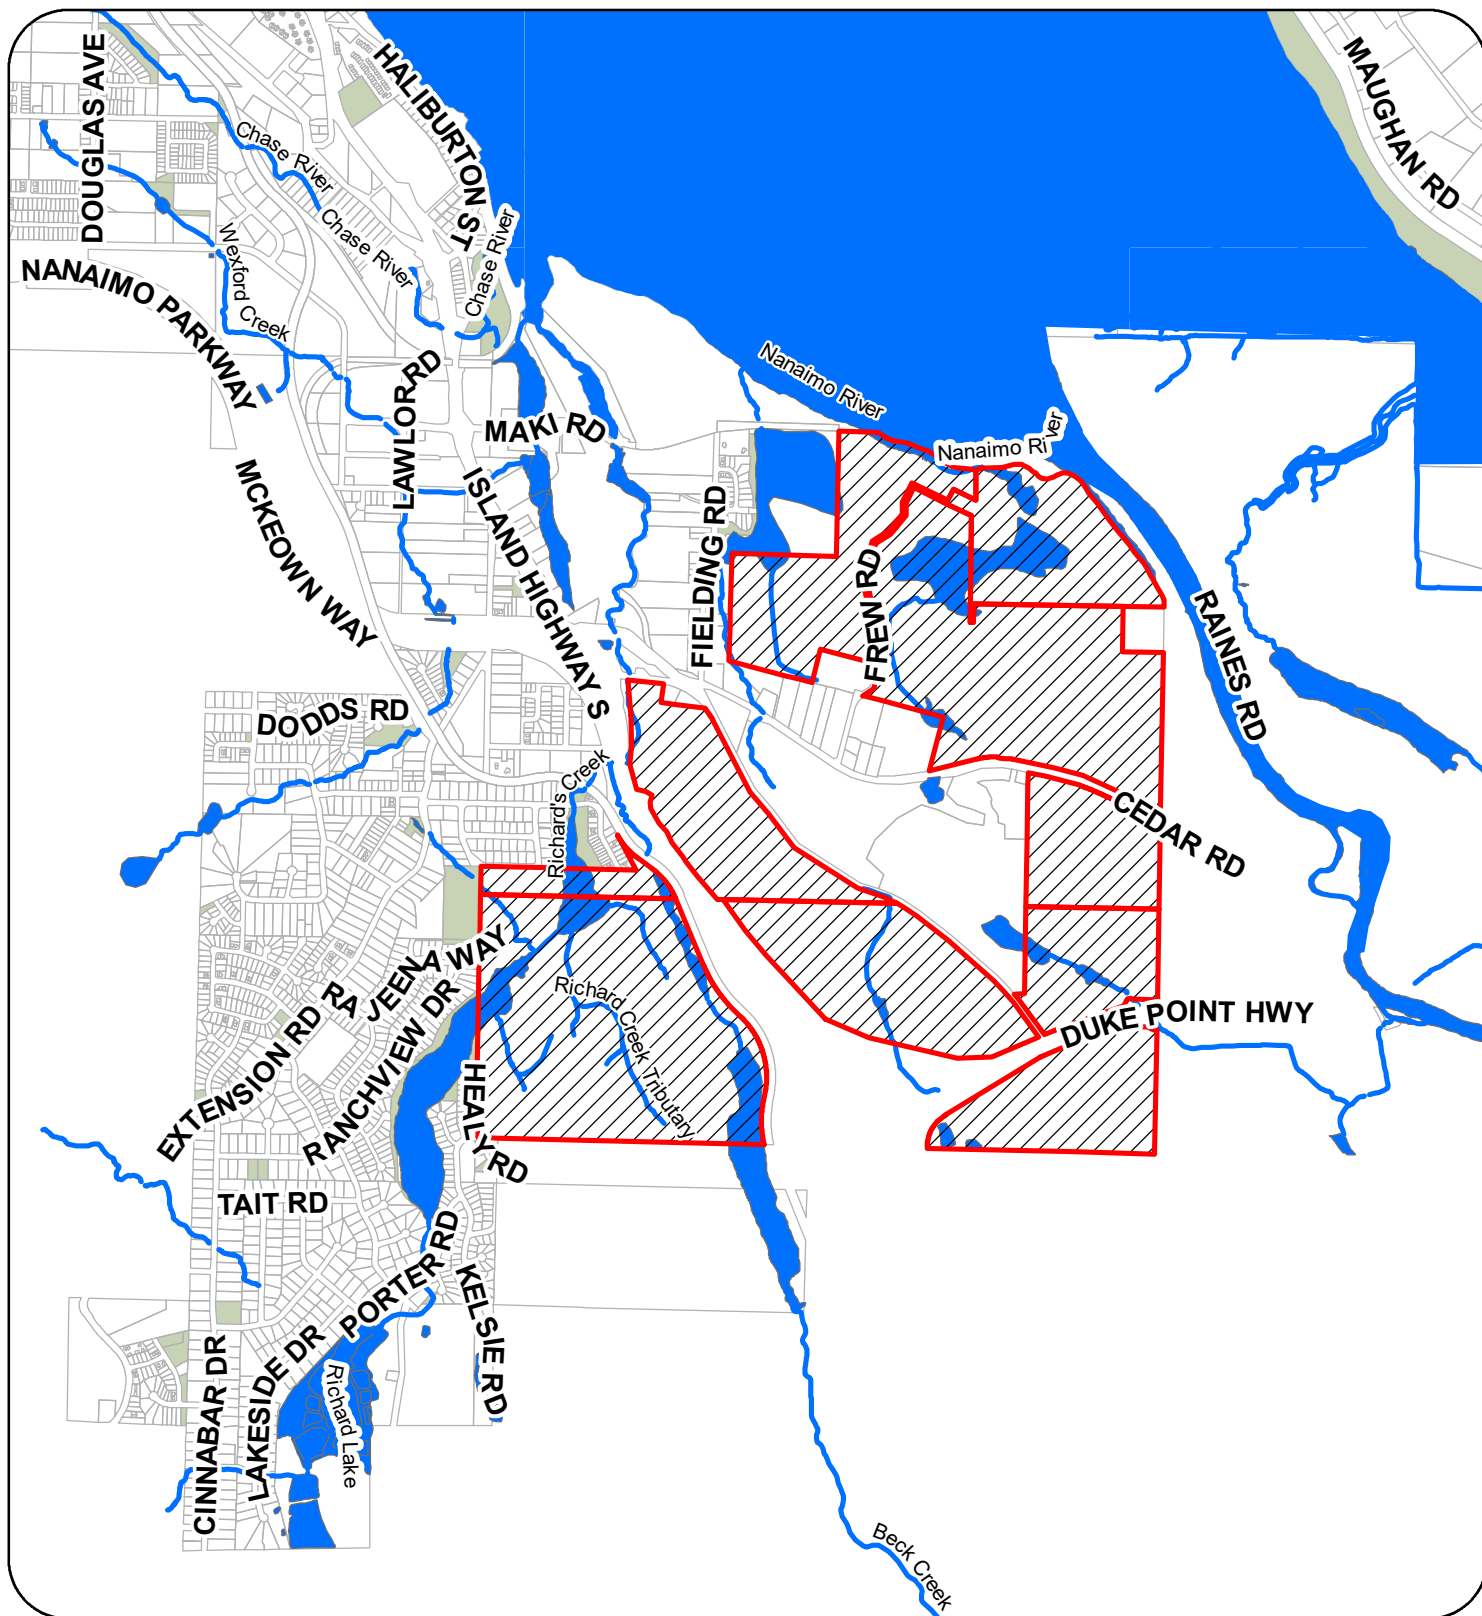 DOUGLAS AVE
HALIBURTON ST
MAUGHAN RD
Chase River
Chase River
Chase River
Wexford Creek
NANAIMO PARKWAY
LAWLOR RD
MAKI RD
Nanaimo River
Nanaimo River
MCKEOWN WAY
ISLAND HIGHWAY S
FIELDING RD
FREW RD
RAINES RD
DODDS RD
Richard's Creek
CEDAR RD
RAJEENA WAY
EXTENSION RD
RANCHVIEW DR
Richard Creek Tributary
DUKE POINT HWY
HEALY RD
TAIT RD
PORTER RD
KELSIE RD
LAKESIDE DR
CINNABAR DR
Richard Lake
Beck Creek